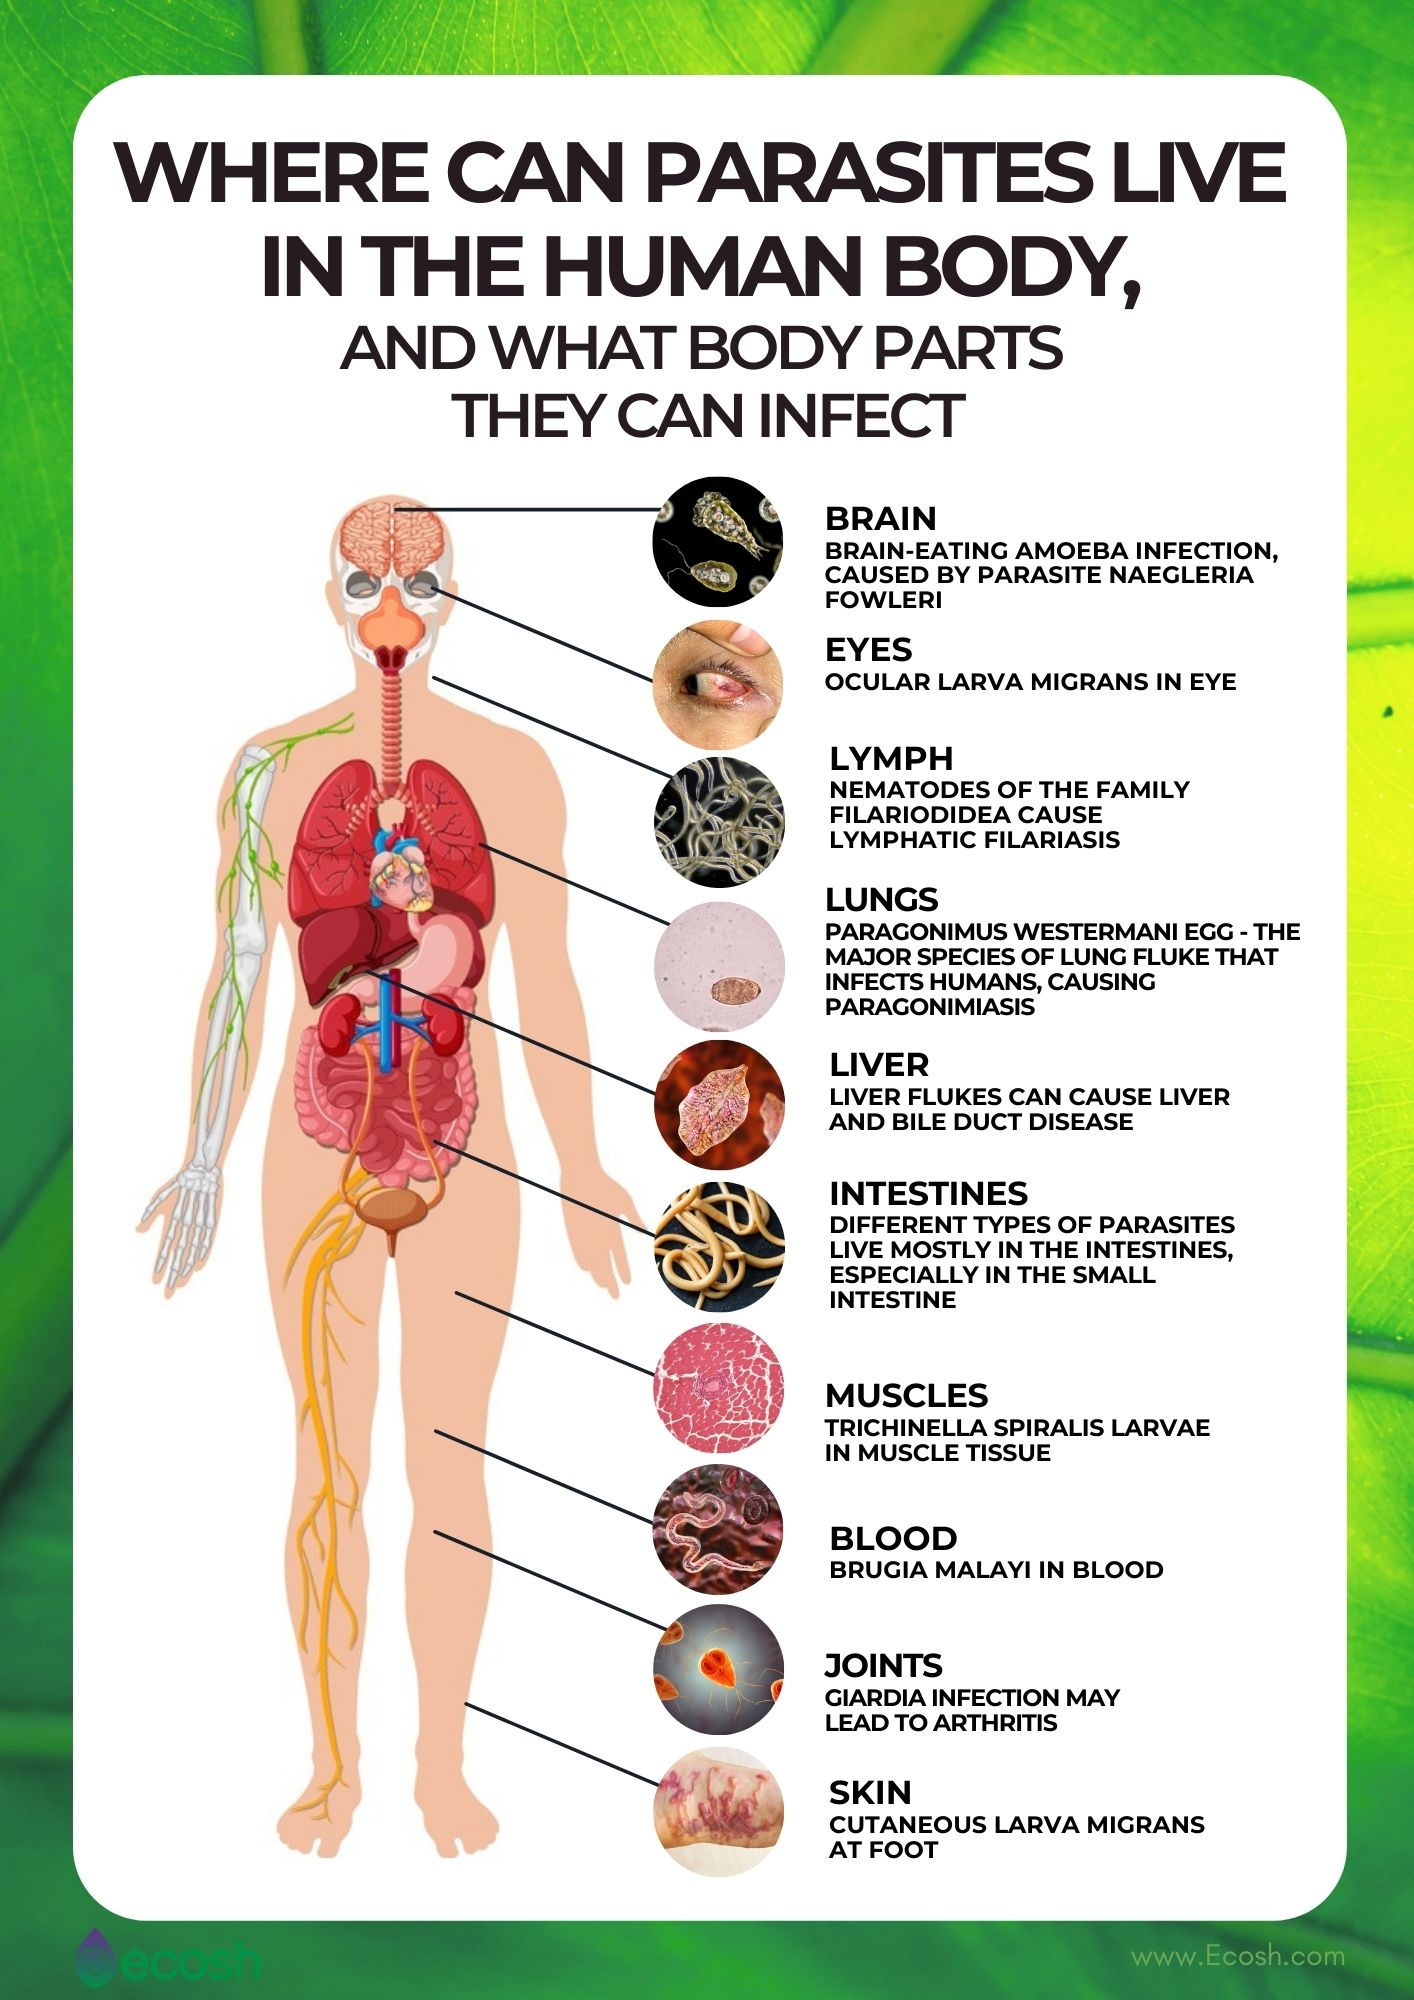 WHERE CAN PARASITES LIVE
IN THE HUMAN BODY,
AND WHAT BODY PARTS
THEY CAN INFECT
BRAIN
BRAIN-EATING AMOEBA INFECTION,
CAUSED BY PARASITE NAEGLERIA
FOWLERI
EYES
OCULAR LARVA MIGRANS IN EYE
LYMPH
NEMATODES OF THE FAMILY
FILARIODIDEA CAUSE
LYMPHATIC FILARIASIS
LUNGS
PARAGONIMUS WESTERMANI EGG - THE
MAJOR SPECIES OF LUNG FLUKE THAT
INFECTS HUMANS, CAUSING
PARAGONIMIASIS
LIVER
LIVER FLUKES CAN CAUSE LIVER
AND BILE DUCT DISEASE
INTESTINES
DIFFERENT TYPES OF PARASITES
LIVE MOSTLY IN THE INTESTINES,
ESPECIALLY IN THE SMALL
INTESTINE
MUSCLES
TRICHINELLA SPIRALIS LARVAE
IN MUSCLE TISSUE
BLOOD
BRUGIA MALAYI IN BLOOD
JOINTS
GIARDIA INFECTION MAY
LEAD TO ARTHRITIS
SKIN
CUTANEOUS LARVA MIGRANS
AT FOOT
ecosh
www.Ecosh.com